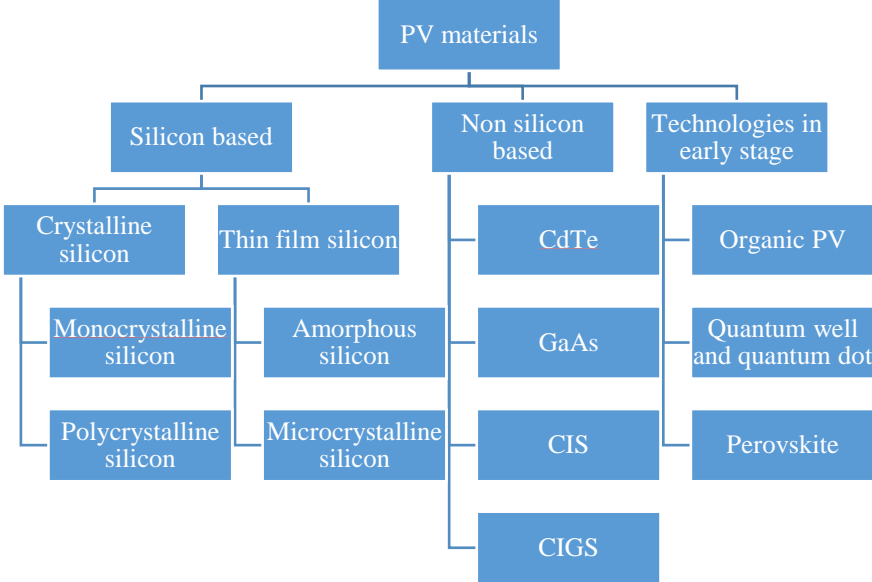 PV materials
Silicon based
Non silicon
based
Technologies in
early stage
Crystalline
silicon
Thin film silicon
CdTe
Organic PV
Monocrystalline
silicon
Amorphous
silicon
GaAs
Quantum well
and quantum dot
Polycrystalline
silicon
Microcrystalline
silicon
CIS
Perovskite
CIGS